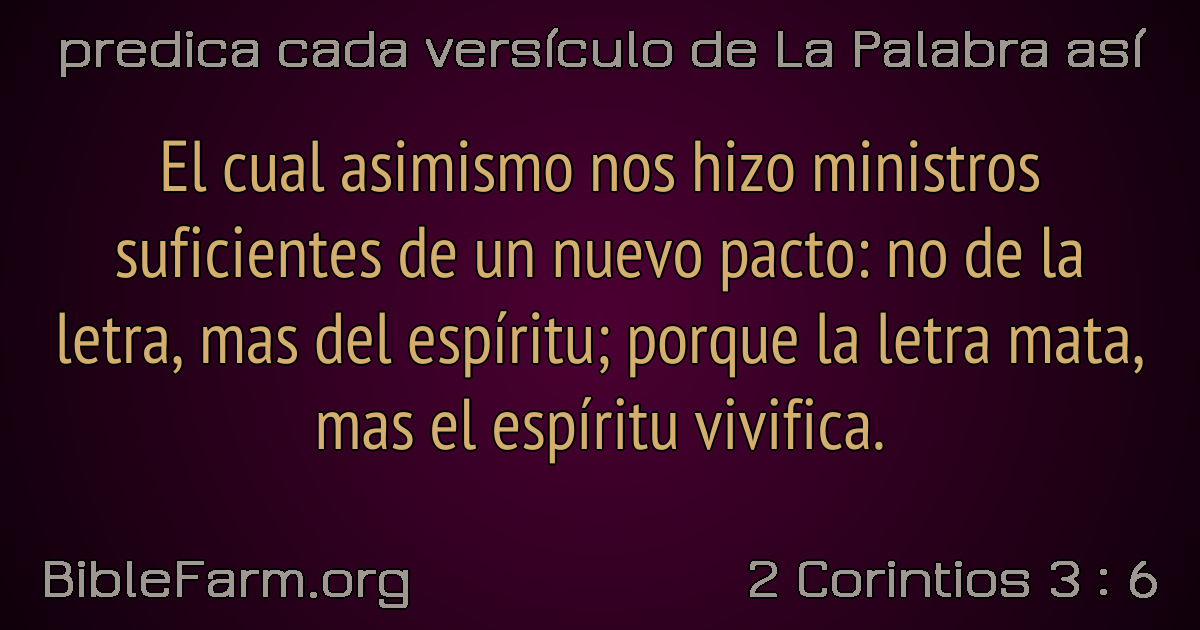 predica cada versículo de La Palabra así
El cual asimismo nos hizo ministros
suficientes de un nuevo pacto: no de la
letra, mas del espíritu; porque la letra mata,
mas el espíritu vivifica.
BibleFarm.org
2 Corintios 3 : 6